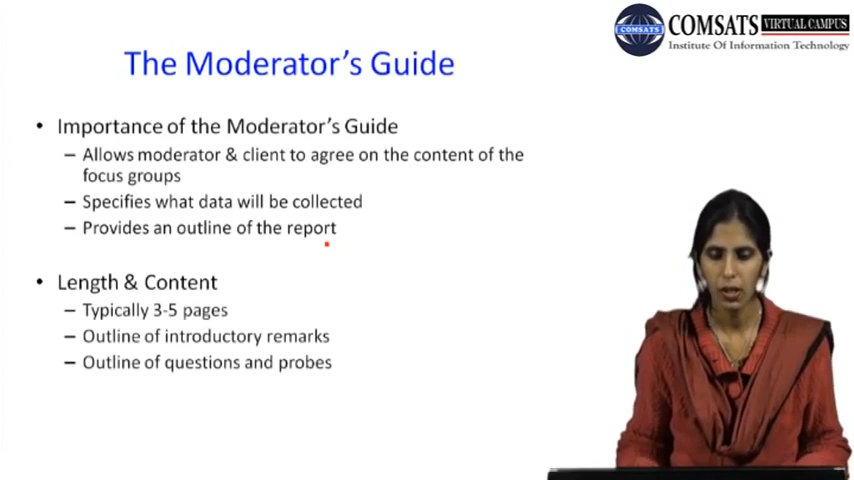 COMSATS VIRTUAL CAMPUS
COMSATS
Institute Of Information Technology
The Moderator's Guide
• Importance of the Moderator's Guide
– Allows moderator & client to agree on the content of the
focus groups
– Specifies what data will be collected
– Provides an outline of the report
• Length & Content
– Typically 3-5 pages
– Outline of introductory remarks
– Outline of questions and probes